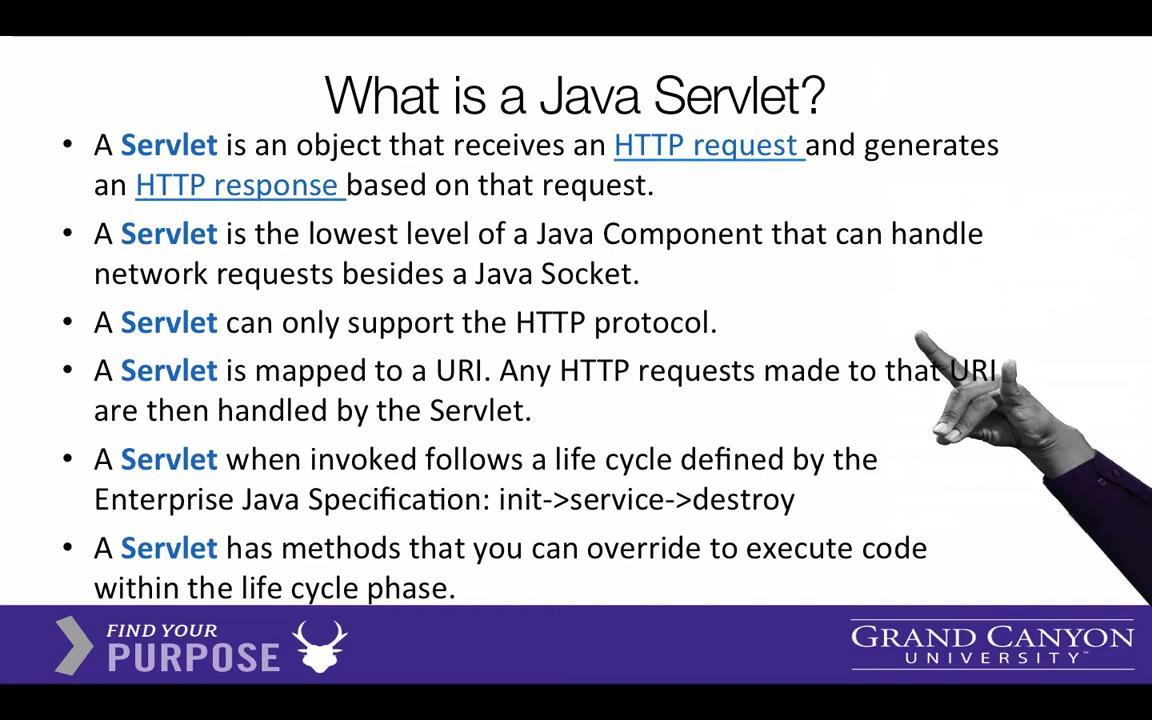 What is a Java Servlet?
• A Servlet is an object that receives an HTTP request and generates
an HTTP response based on that request.
• A Servlet is the lowest level of a Java Component that can handle
network requests besides a Java Socket.
• A Servlet can only support the HTTP protocol.
• A Servlet is mapped to a URI. Any HTTP requests made to that URI
are then handled by the Servlet.
• A Servlet when invoked follows a life cycle defined by the
Enterprise Java Specification: init->service->destroy
• A Servlet has methods that you can override to execute code
within the life cycle phase.
FIND YOUR
PURPOSE
GRAND CANYON
UNIVERSITY™